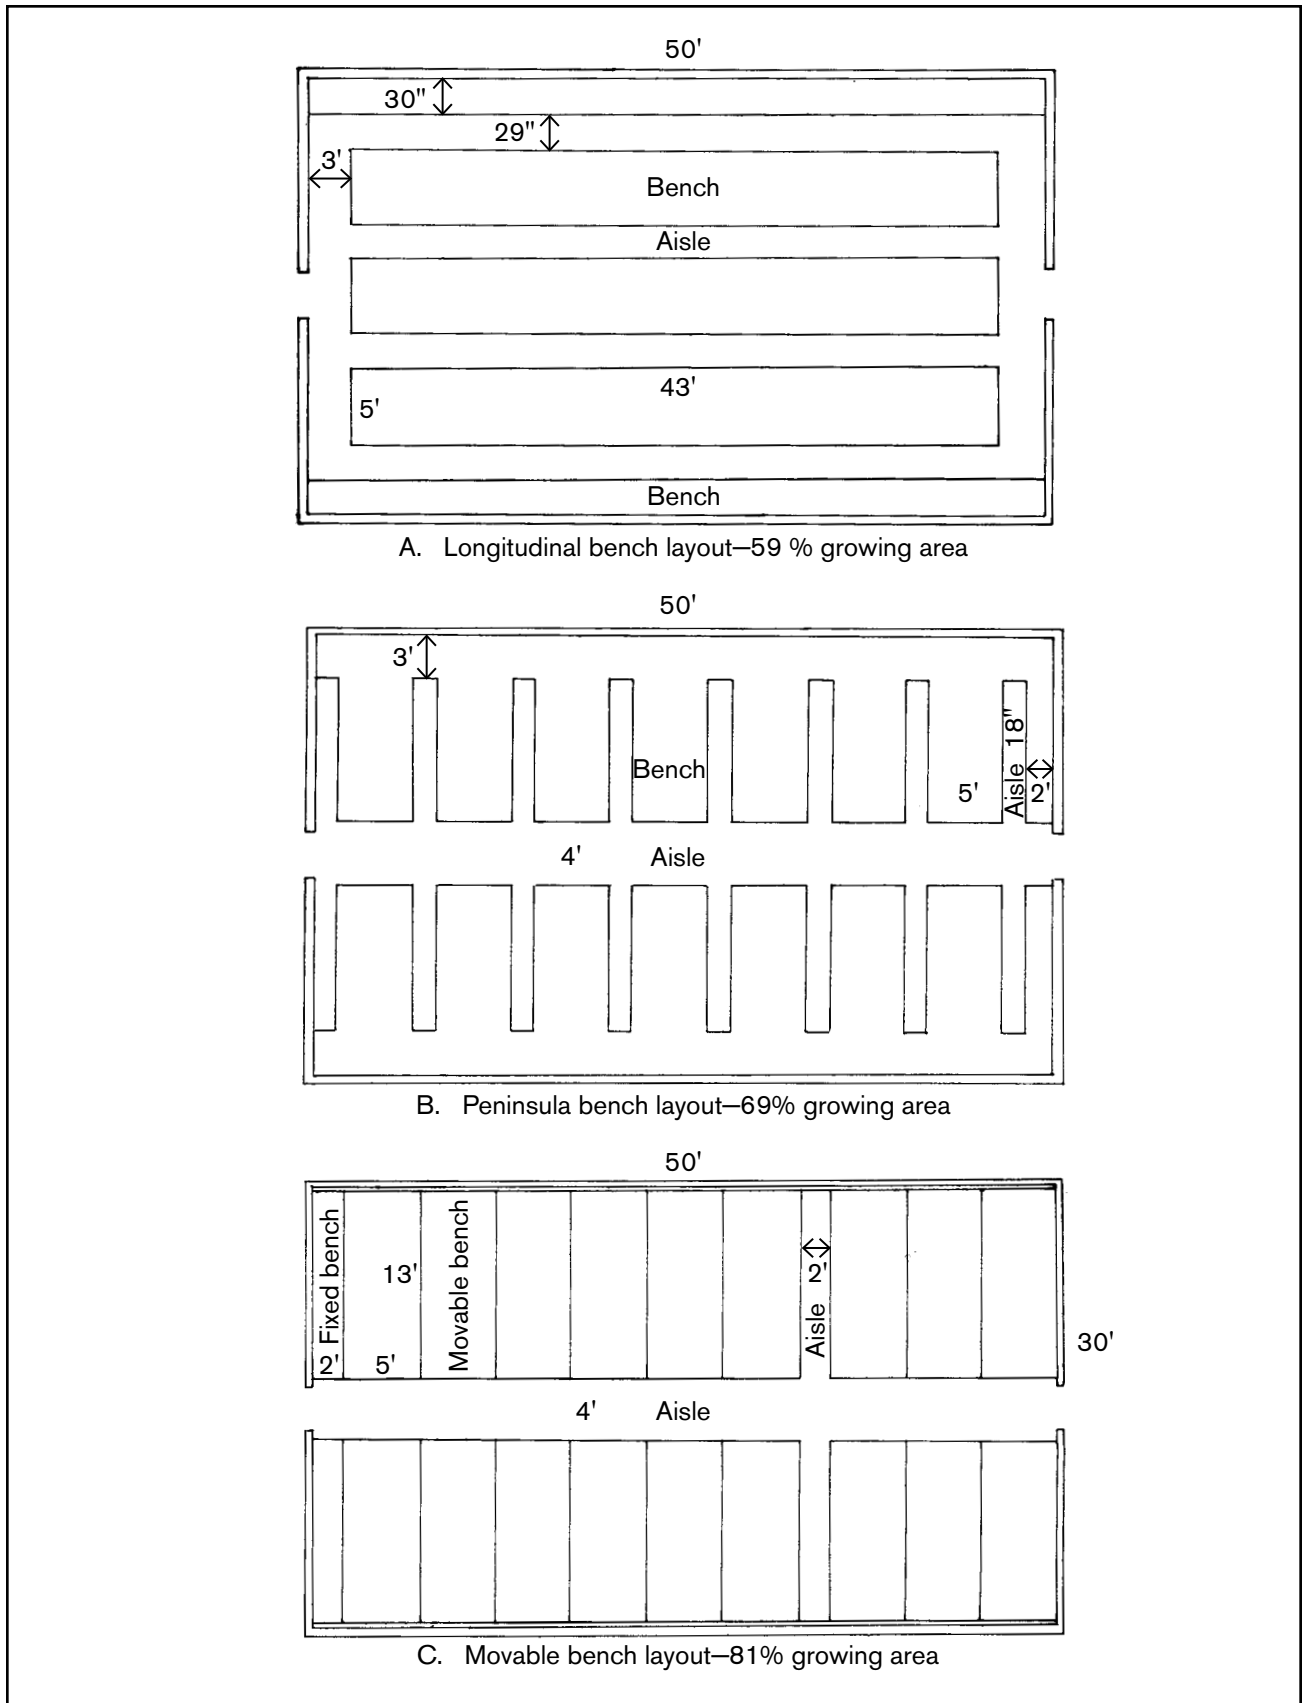 50'
30"
29"
3'
Bench
Aisle
43'
5'
Bench
A. Longitudinal bench layout—59 % growing area
50'
3'
Bench
5'
Aisle 18"
2'
4' Aisle
B. Peninsula bench layout—69% growing area
50'
Fixed bench
2'
13'
5'
Movable bench
2'
Aisle
30'
4' Aisle
C. Movable bench layout—81% growing area